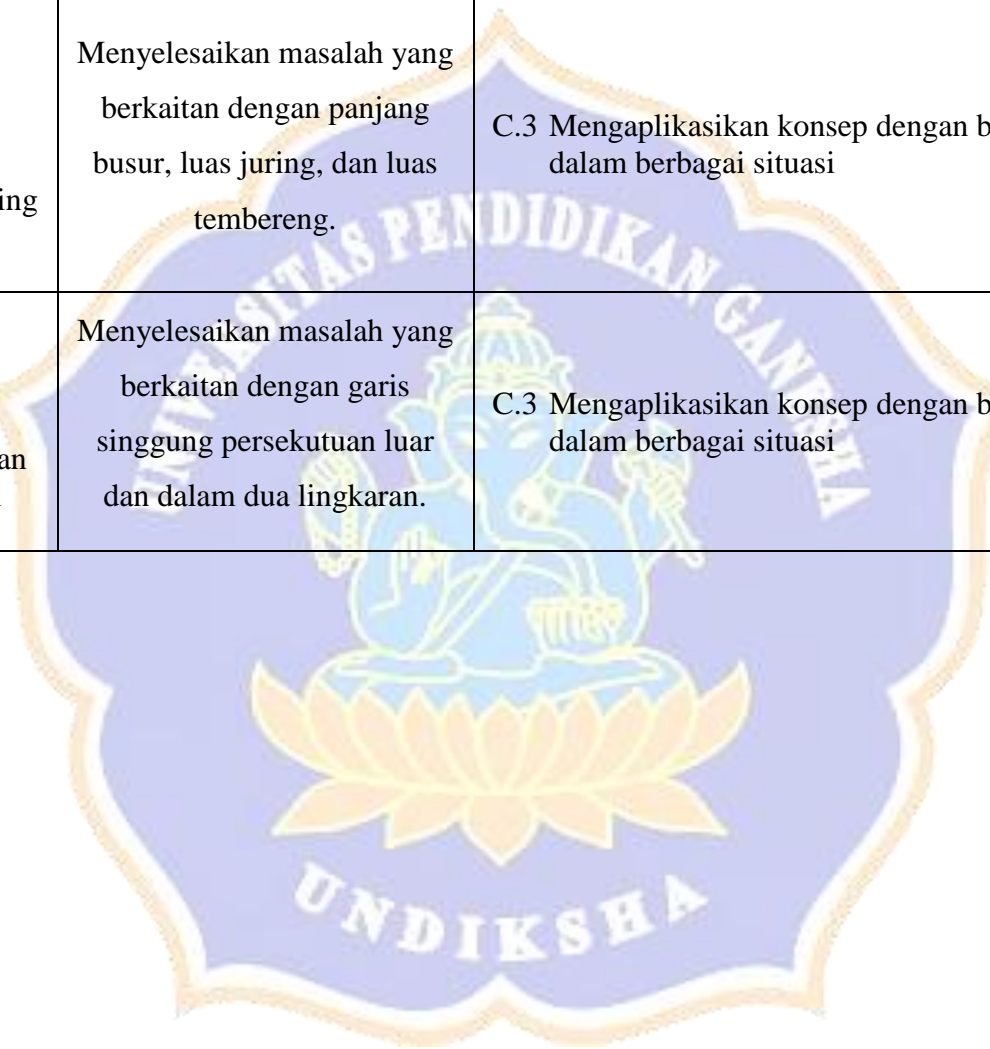 Menyelesaikan masalah yang
berkaitan dengan panjang
busur, luas juring, dan luas
tembereng.
C.3 Mengaplikasikan konsep dengan b
dalam berbagai situasi
ing
Menyelesaikan masalah yang
berkaitan dengan garis
singgung persekutuan luar
dan dalam dua lingkaran.
C.3 Mengaplikasikan konsep dengan b
dalam berbagai situasi
an
UNIVERSITAS PENDIDIKAN GANESHA
UNDIKSHA